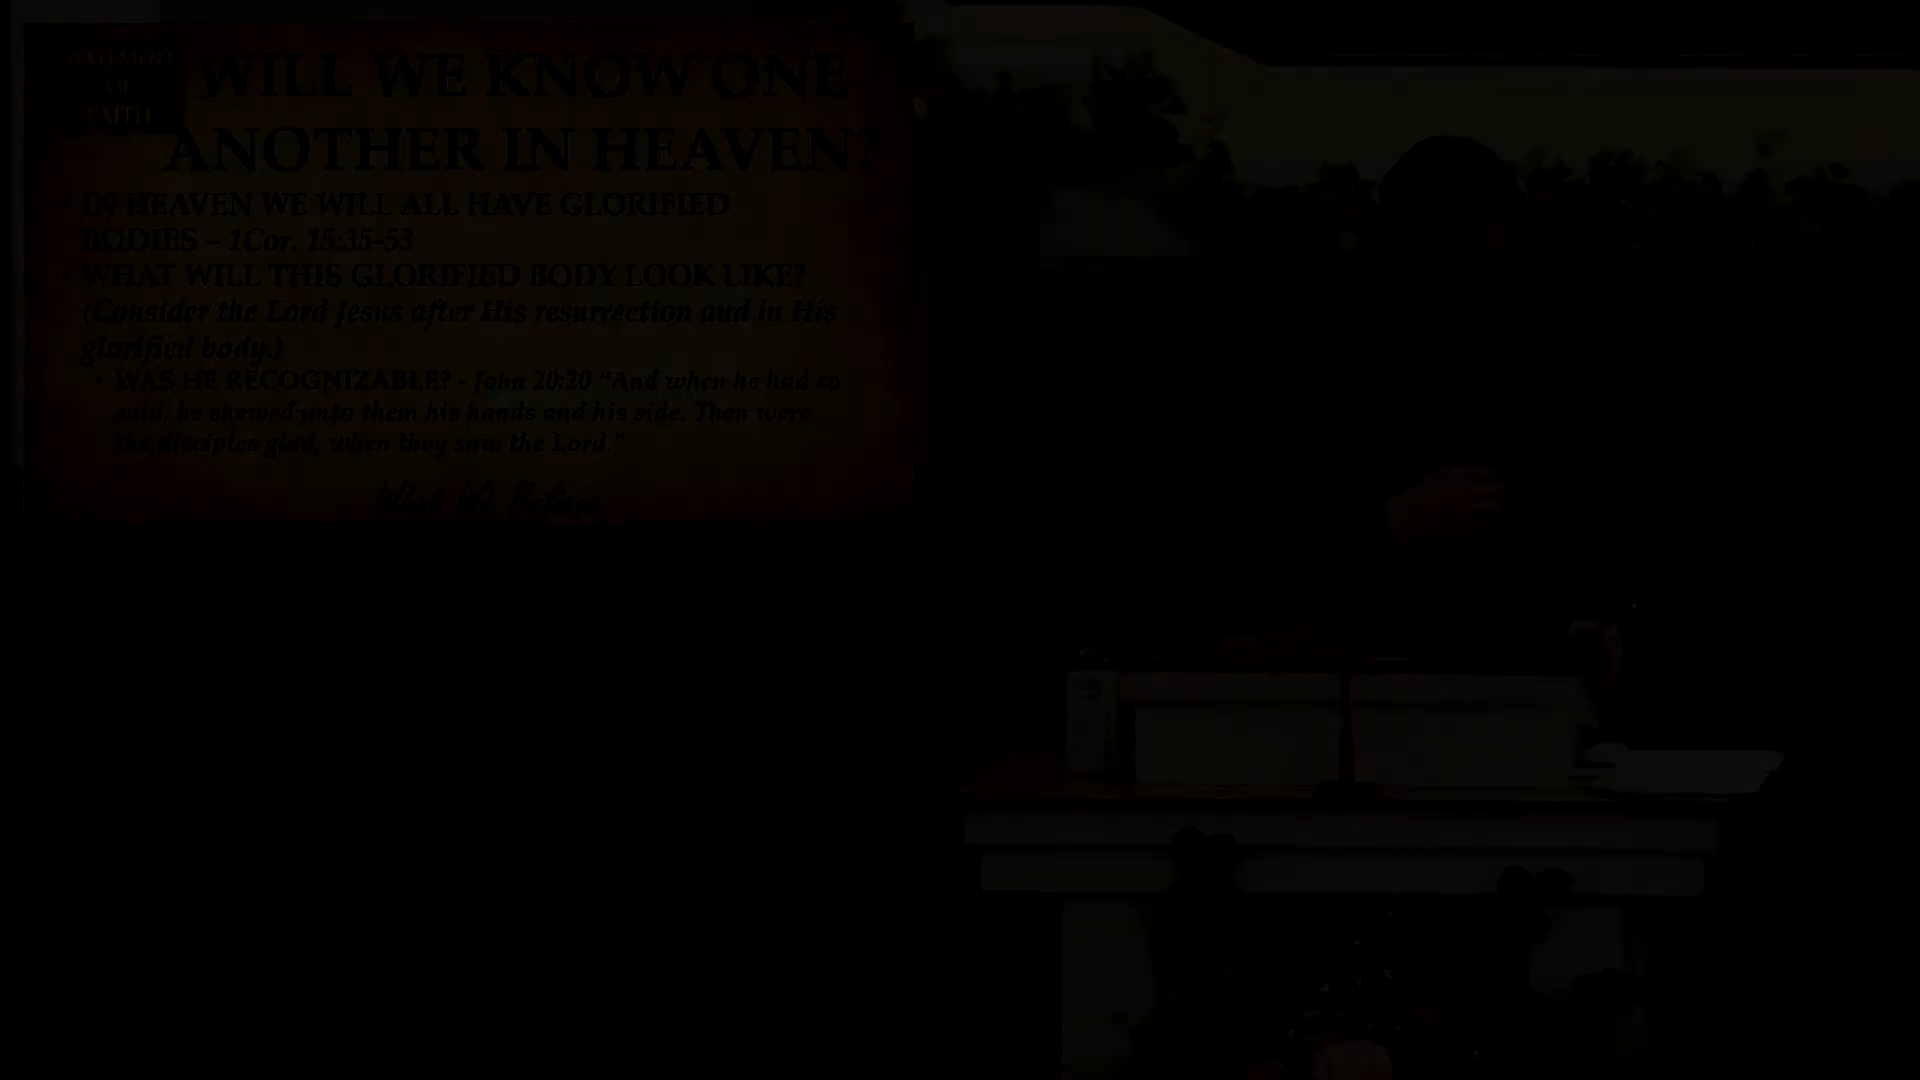 STATEMENT
OF
FAITH
WILL WE KNOW ONE
ANOTHER IN HEAVEN?
• IN HEAVEN WE WILL ALL HAVE GLORIFIED
BODIES – 1Cor. 15:35-53
• WHAT WILL THIS GLORIFIED BODY LOOK LIKE?
(Consider the Lord Jesus after His resurrection and in His
glorified body.)
• WAS HE RECOGNIZABLE? - John 20:20 “And when he had so
said, he shewed unto them his hands and his side. Then were
the disciples glad, when they saw the Lord."
What We Believe